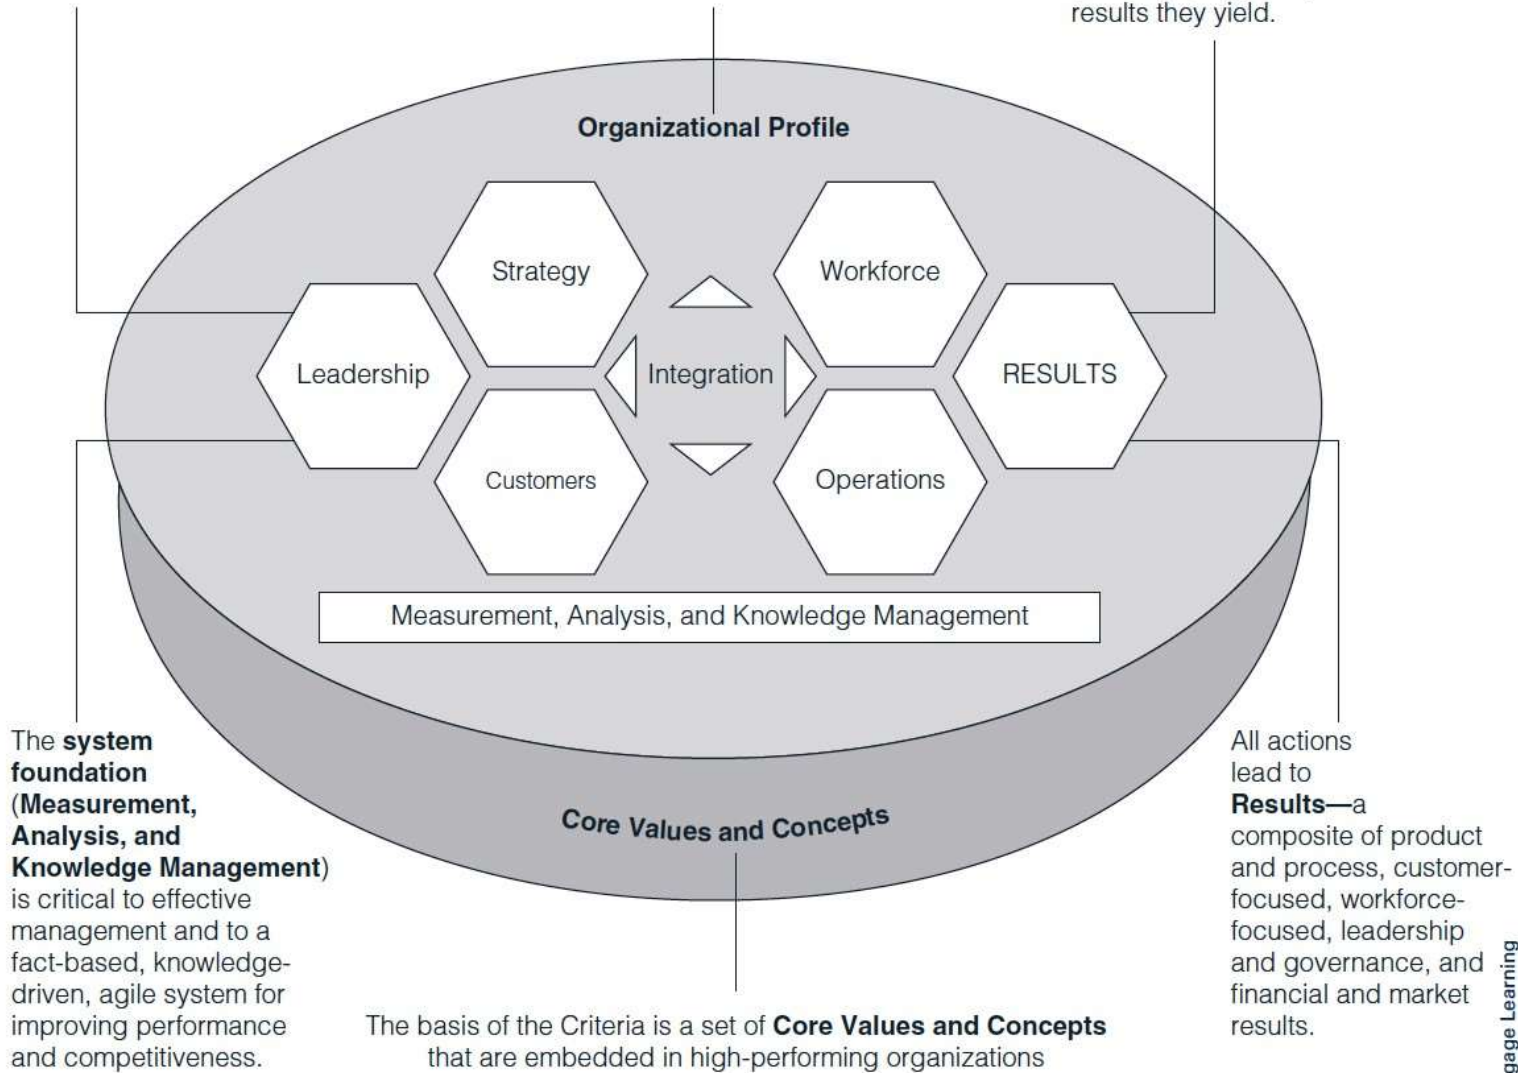 results they yield.
Organizational Profile
Strategy
Workforce
Leadership
Integration
RESULTS
Customers
Operations
Measurement, Analysis, and Knowledge Management
Core Values and Concepts
The system
foundation
(Measurement,
Analysis, and
Knowledge Management)
is critical to effective
management and to a
fact-based, knowledge-
driven, agile system for
improving performance
and competitiveness.
The basis of the Criteria is a set of Core Values and Concepts
that are embedded in high-performing organizations
All actions
lead to
Results—a
composite of product
and process, customer-
focused, workforce-
focused, leadership
and governance, and
financial and market
results.
gage Learning